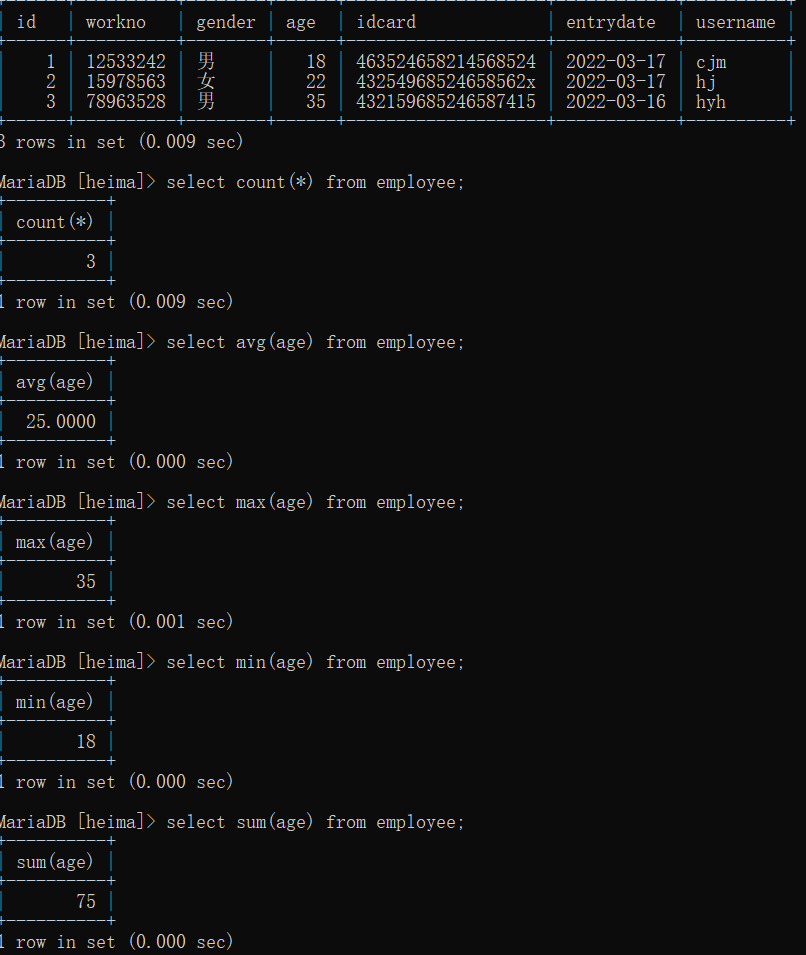 | id | workno | gender | age | idcard | entrydate | username |
| 1 | 12533242 | 男 | 18 | 463524658214568524 | 2022-03-17 | cjm |
| 2 | 15978563 | 女 | 22 | 43254968524658562x | 2022-03-17 | hj |
| 3 | 78963528 | 男 | 35 | 432159685246587415 | 2022-03-16 | hyh |
3 rows in set (0.009 sec)
MariaDB [heima]> select count(*) from employee;
| count(*) |
| 3 |
1 row in set (0.009 sec)
MariaDB [heima]> select avg(age) from employee;
| avg(age) |
| 25.0000 |
1 row in set (0.000 sec)
MariaDB [heima]> select max(age) from employee;
| max(age) |
| 35 |
1 row in set (0.001 sec)
MariaDB [heima]> select min(age) from employee;
| min(age) |
| 18 |
1 row in set (0.000 sec)
MariaDB [heima]> select sum(age) from employee;
| sum(age) |
| 75 |
1 row in set (0.000 sec)